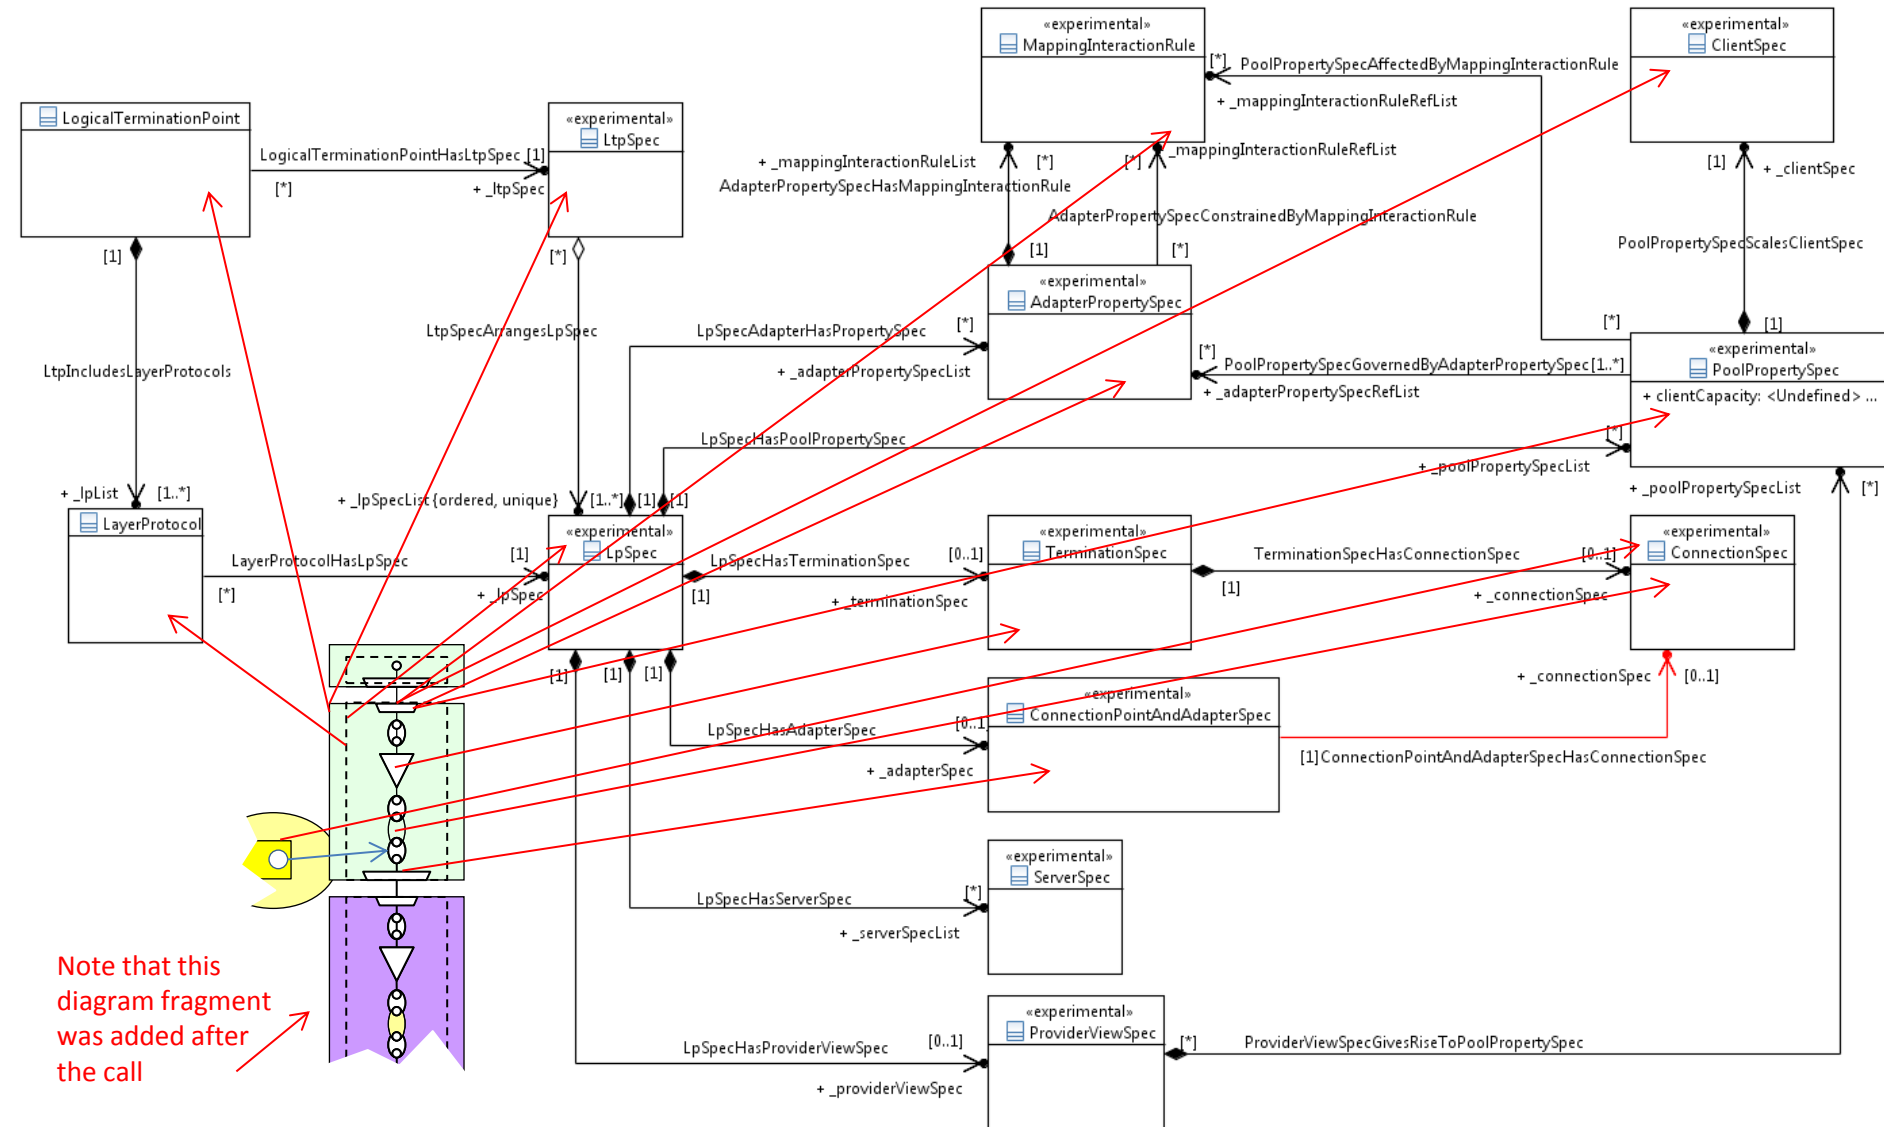 «experimental»
MappingInteractionRule
«experimental»
ClientSpec
[*]
PoolPropertySpecAffectedByMappingInteractionRule
+ _mappingInteractionRuleRefList
LogicalTerminationPoint
«experimental»
LtpSpec
LogicalTerminationPointHasLtpSpec
[1]
[*]
+ _ltpSpec
+ _mappingInteractionRuleList
[*]
[*]
_mappingInteractionRuleRefList
AdapterPropertySpecHasMappingInteractionRule
[1]
+ _clientSpec
AdapterPropertySpecConstrainedByMappingInteractionRule
PoolPropertySpecScalesClientSpec
[1]
[*]
[1]
[*]
«experimental»
AdapterPropertySpec
LtpSpecArrangesLpSpec
LpSpecAdapterHasPropertySpec
[*]
+ _adapterPropertySpecList
[*]
[1]
[*]
PoolPropertySpecGovernedByAdapterPropertySpec
[1..*]
+ _adapterPropertySpecRefList
«experimental»
PoolPropertySpec
+ clientCapacity: <Undefined> ...
LtpIncludesLayerProtocols
LpSpecHasPoolPropertySpec
[*]
+ _poolPropertySpecList
+ _poolPropertySpecList
[*]
+ _lpList
[1..*]
+ _lpSpecList {ordered, unique}
[1..*]
[1]
[1]
LayerProtocol
«experimental»
LpSpec
LayerProtocolHasLpSpec
[1]
[*]
+ _lpSpec
LpSpecHasTerminationSpec
[0..1]
[1]
+ _terminationSpec
«experimental»
TerminationSpec
TerminationSpecHasConnectionSpec
[0..1]
[1]
+ _connectionSpec
«experimental»
ConnectionSpec
[1]
[1]
[1]
+ _connectionSpec
[0..1]
«experimental»
ConnectionPointAndAdapterSpec
LpSpecHasAdapterSpec
[0..1]
+ _adapterSpec
[1]
ConnectionPointAndAdapterSpecHasConnectionSpec
«experimental»
ServerSpec
LpSpecHasServerSpec
[*]
+ _serverSpecList
Note that this
diagram fragment
was added after
the call
«experimental»
ProviderViewSpec
LpSpecHasProviderViewSpec
[0..1]
+ _providerViewSpec
[*]
ProviderViewSpecGivesRiseToPoolPropertySpec